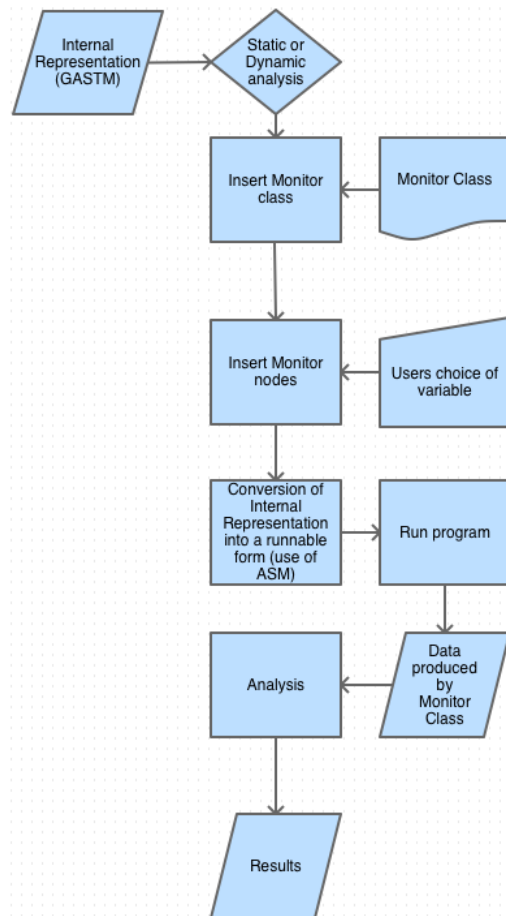 Internal
Representation
(GASTM)
Static or
Dynamic
analysis
Insert Monitor
class
Monitor Class
Insert Monitor
nodes
Users choice of
variable
Conversion of
Internal
Representation
into a runnable
form (use of
ASM)
Run program
Analysis
Data
produced
by
Monitor
Class
Results